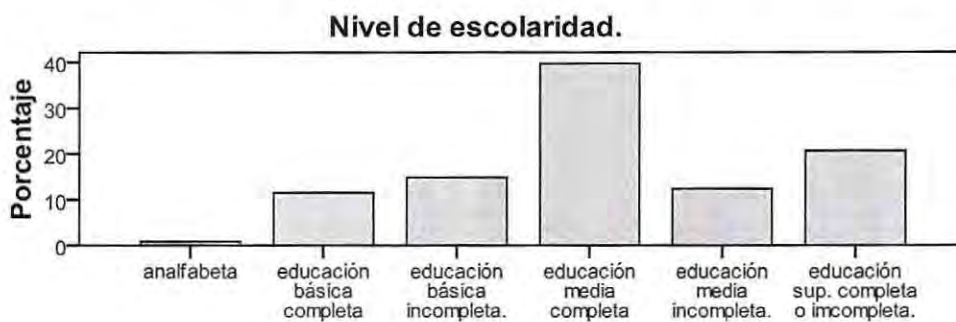 Nivel de escolaridad.
Porcentaje
40
30
20
10
0
analfabeta
educación
básica
completa
educación
básica
incompleta.
educación
media
completa
educación
media
incompleta.
educación
sup. completa
o imcompleta.